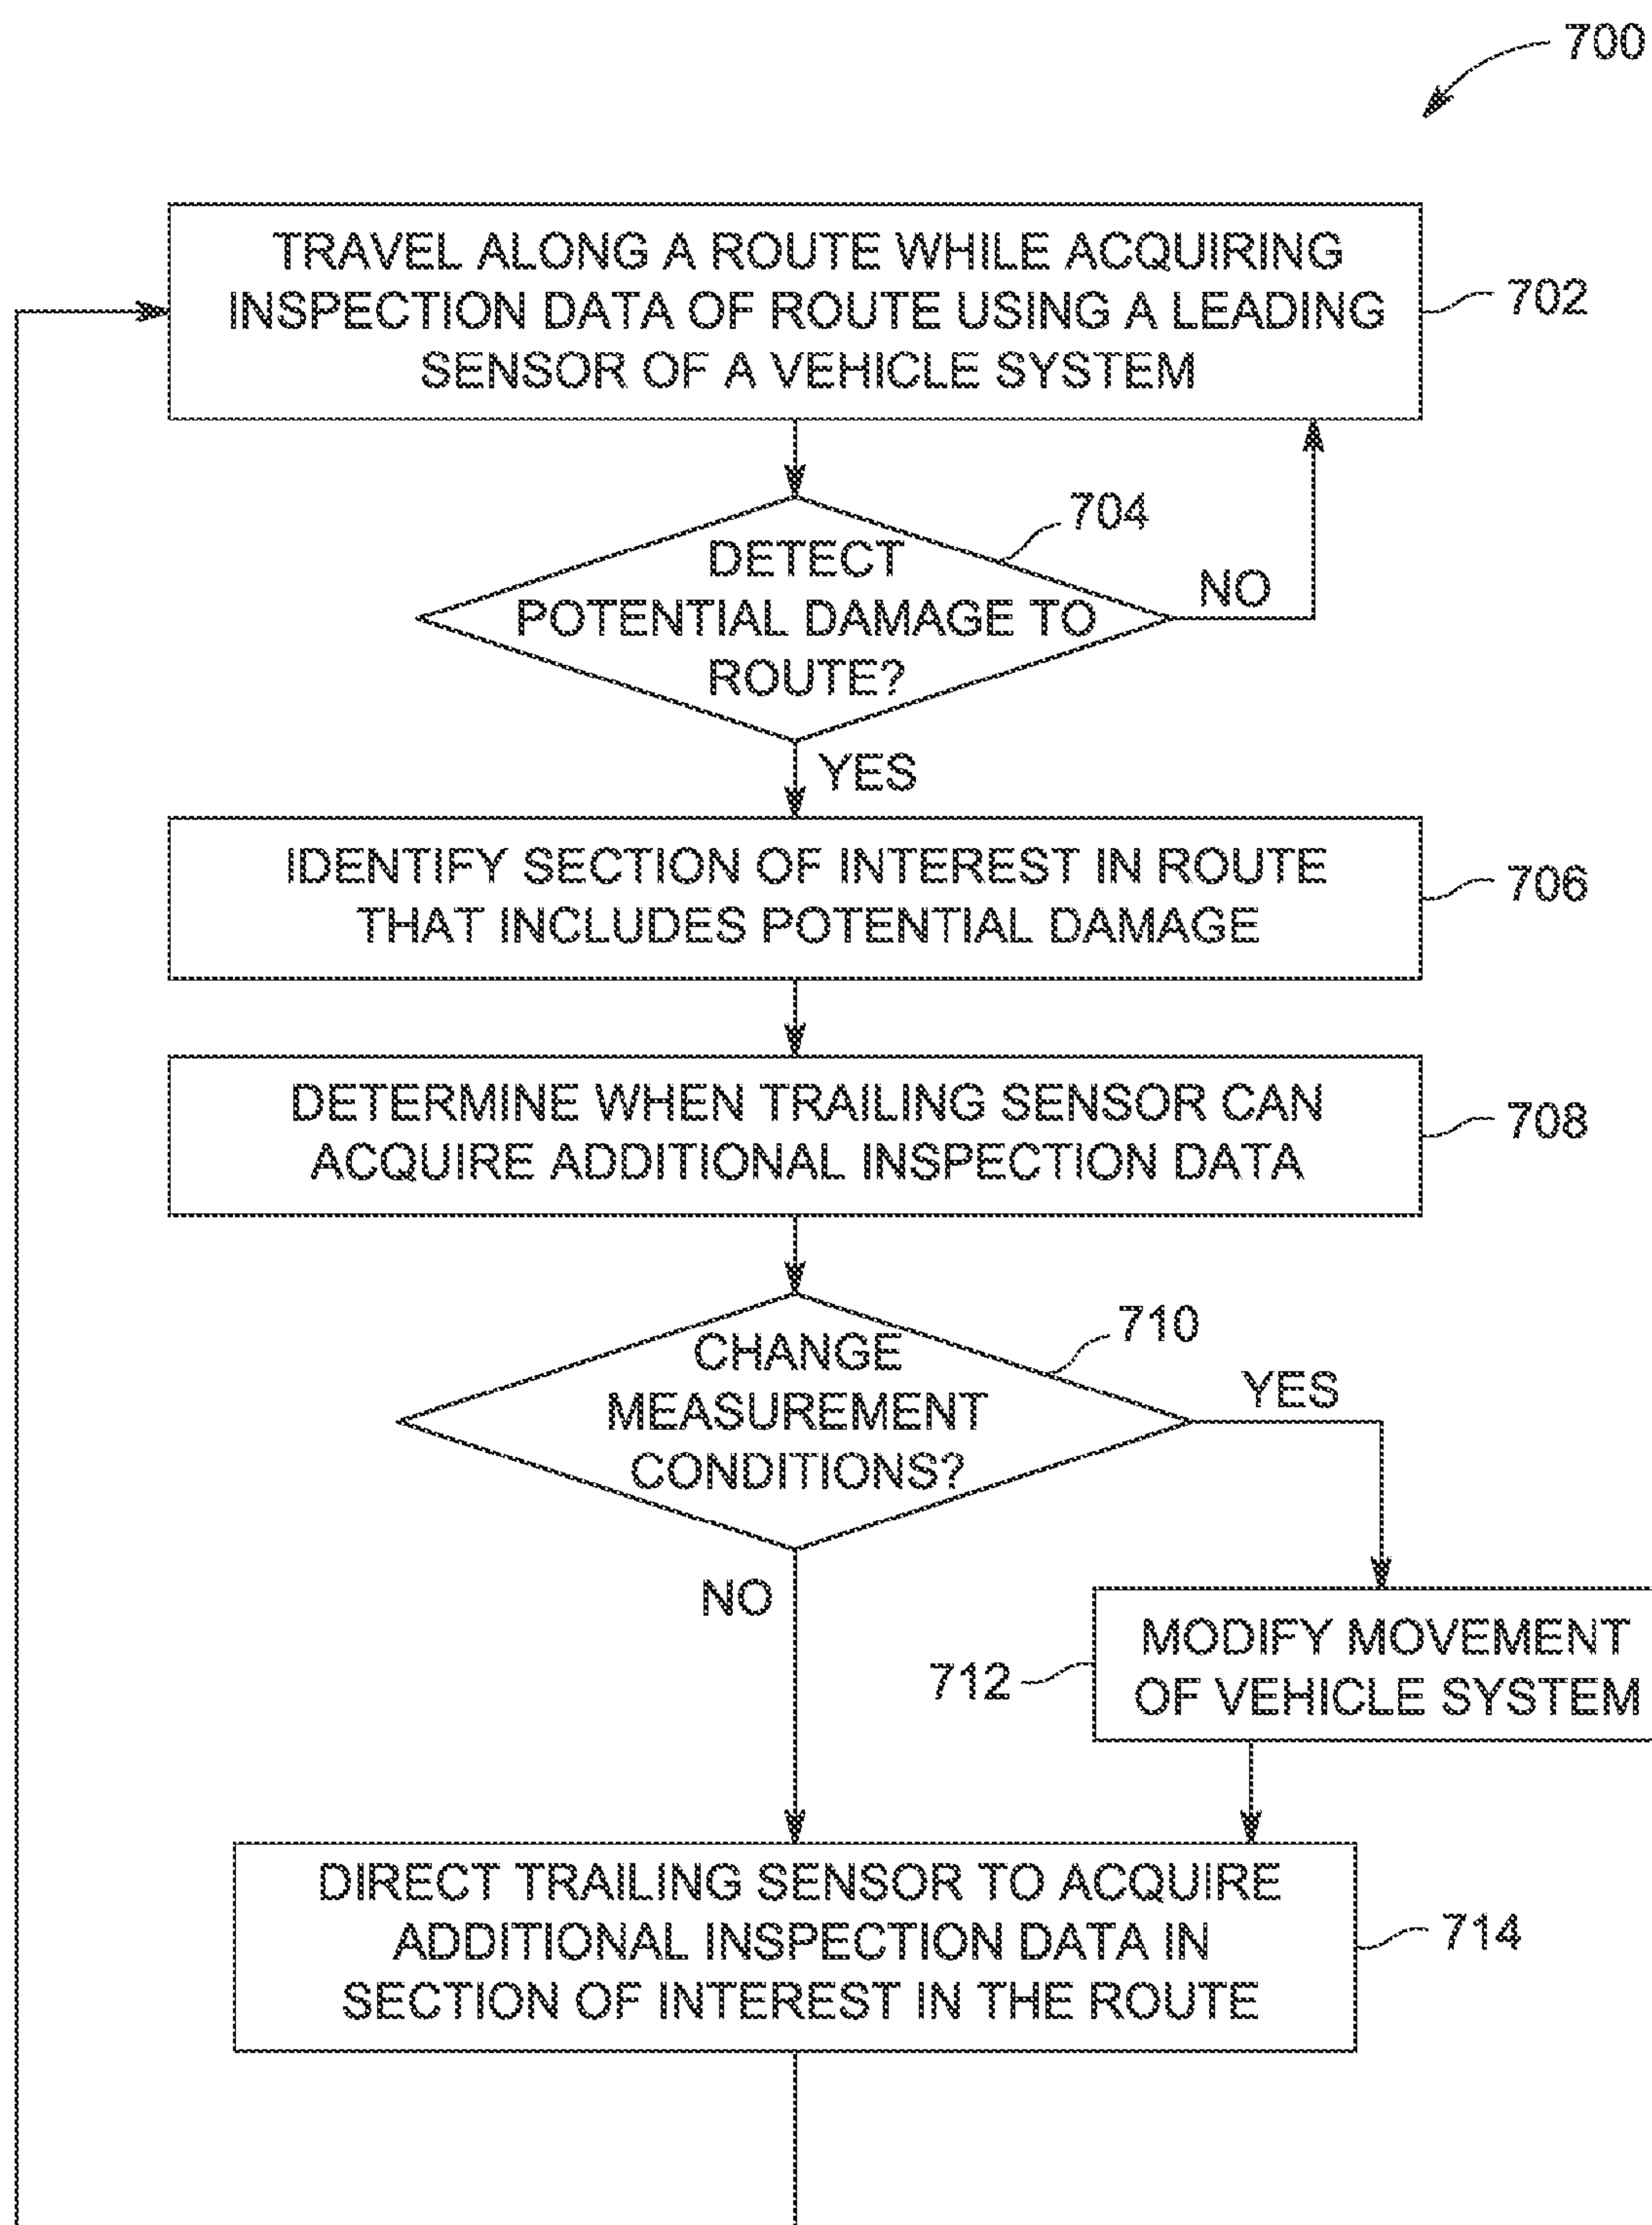 700
TRAVEL ALONG A ROUTE WHILE ACQUIRING
INSPECTION DATA OF ROUTE USING A LEADING
SENSOR OF A VEHICLE SYSTEM
702
704
DETECT
POTENTIAL DAMAGE TO
ROUTE?
NO
YES
IDENTIFY SECTION OF INTEREST IN ROUTE
THAT INCLUDES POTENTIAL DAMAGE
706
DETERMINE WHEN TRAILING SENSOR CAN
ACQUIRE ADDITIONAL INSPECTION DATA
708
710
CHANGE
MEASUREMENT
CONDITIONS?
YES
NO
MODIFY MOVEMENT
OF VEHICLE SYSTEM
712
DIRECT TRAILING SENSOR TO ACQUIRE
ADDITIONAL INSPECTION DATA IN
SECTION OF INTEREST IN THE ROUTE
714